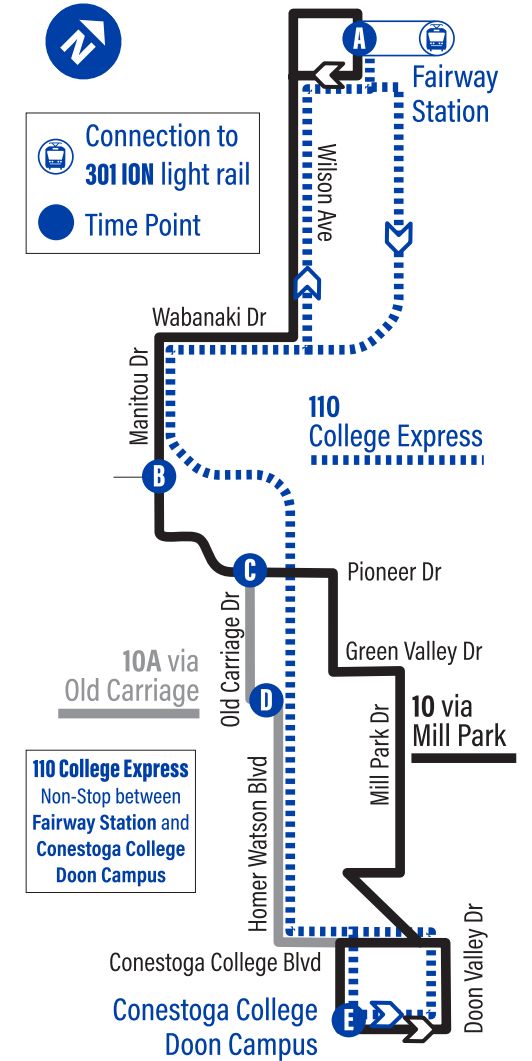 N
A
Fairway
Station
Connection to
301 ION light rail
Time Point
Wilson Ave
Wabanaki Dr
Manitou Dr
110
College Express
B
C
Pioneer Dr
Old Carriage Dr
Green Valley Dr
10A via
Old Carriage
D
10 via
Mill Park
Mill Park Dr
110 College Express
Non-Stop between
Fairway Station and
Conestoga College
Doon Campus
Homer Watson Blvd
Doon Valley Dr
Conestoga College Blvd
Conestoga College
Doon Campus
E